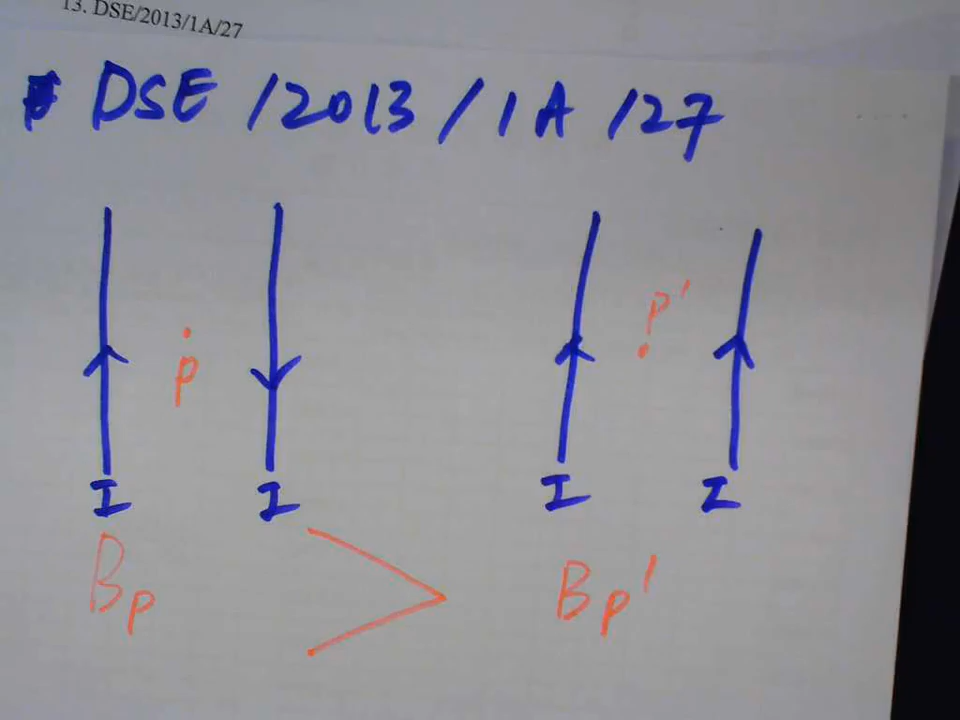 13. DSE/2013/1A/27
DSE /2013 / 1A /27
P P'
I I I I
Bp > Bp'